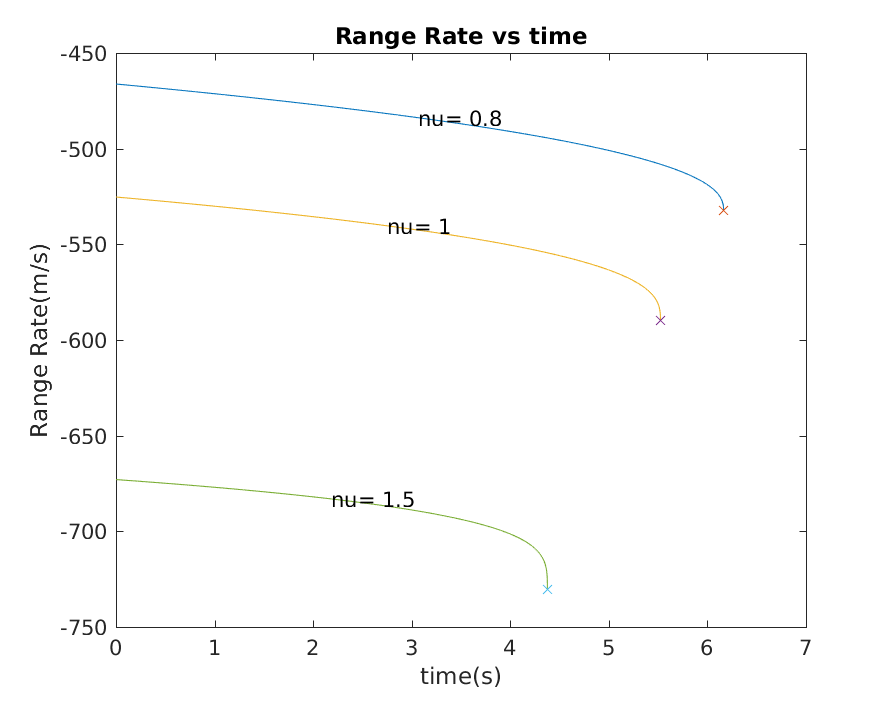 Range Rate vs time
-450
-500
-550
-600
-650
-700
-750
Range Rate(m/s)
nu= 0.8
nu= 1
nu= 1.5
0 1 2 3 4 5 6 7
time(s)